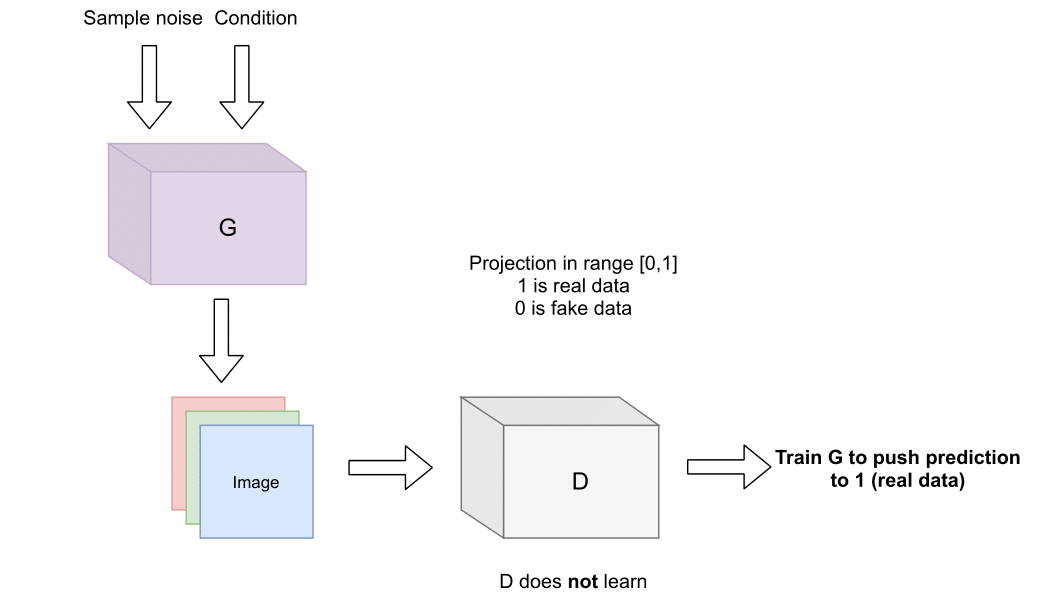 Sample noise Condition
G
Projection in range [0,1]
1 is real data
0 is fake data
Image
D
Train G to push prediction
to 1 (real data)
D does not learn